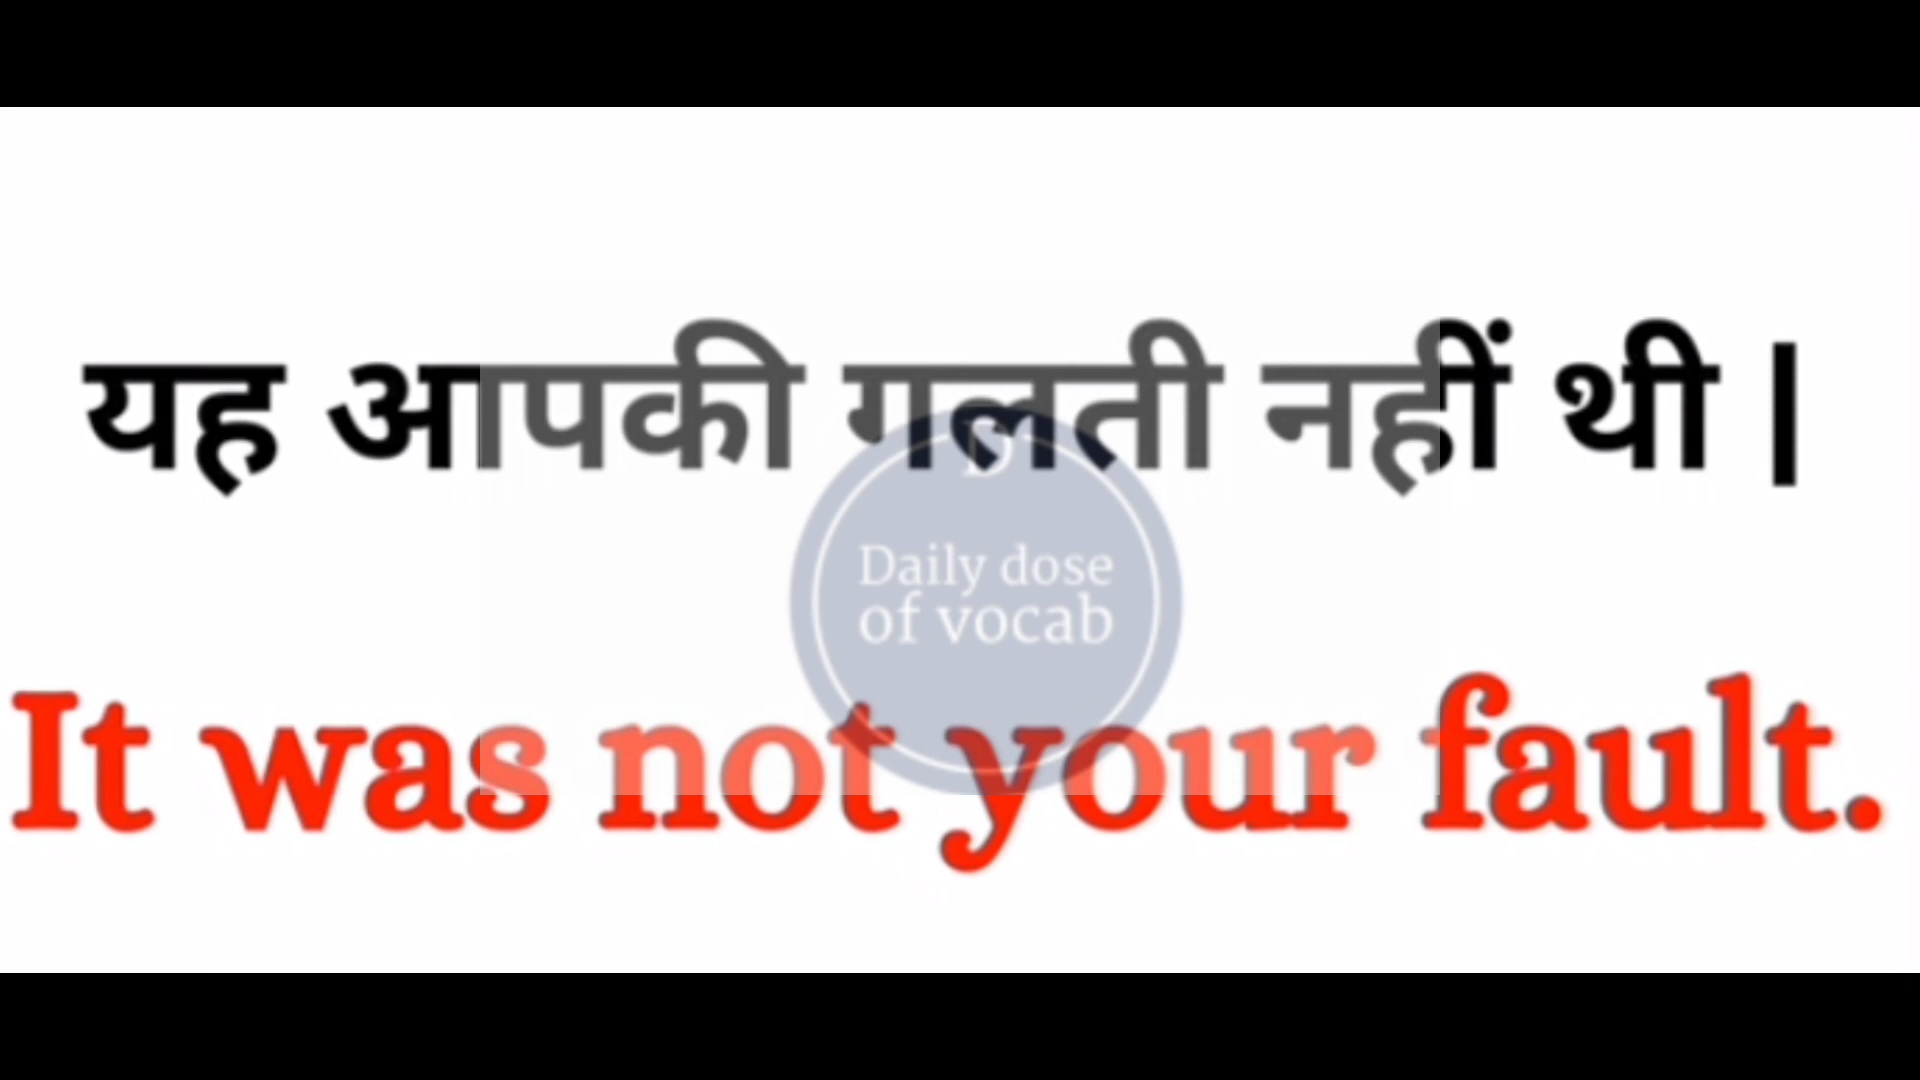 यह आपकी गलती नहीं थी |
D
Daily dose
of vocab
It was not your fault.